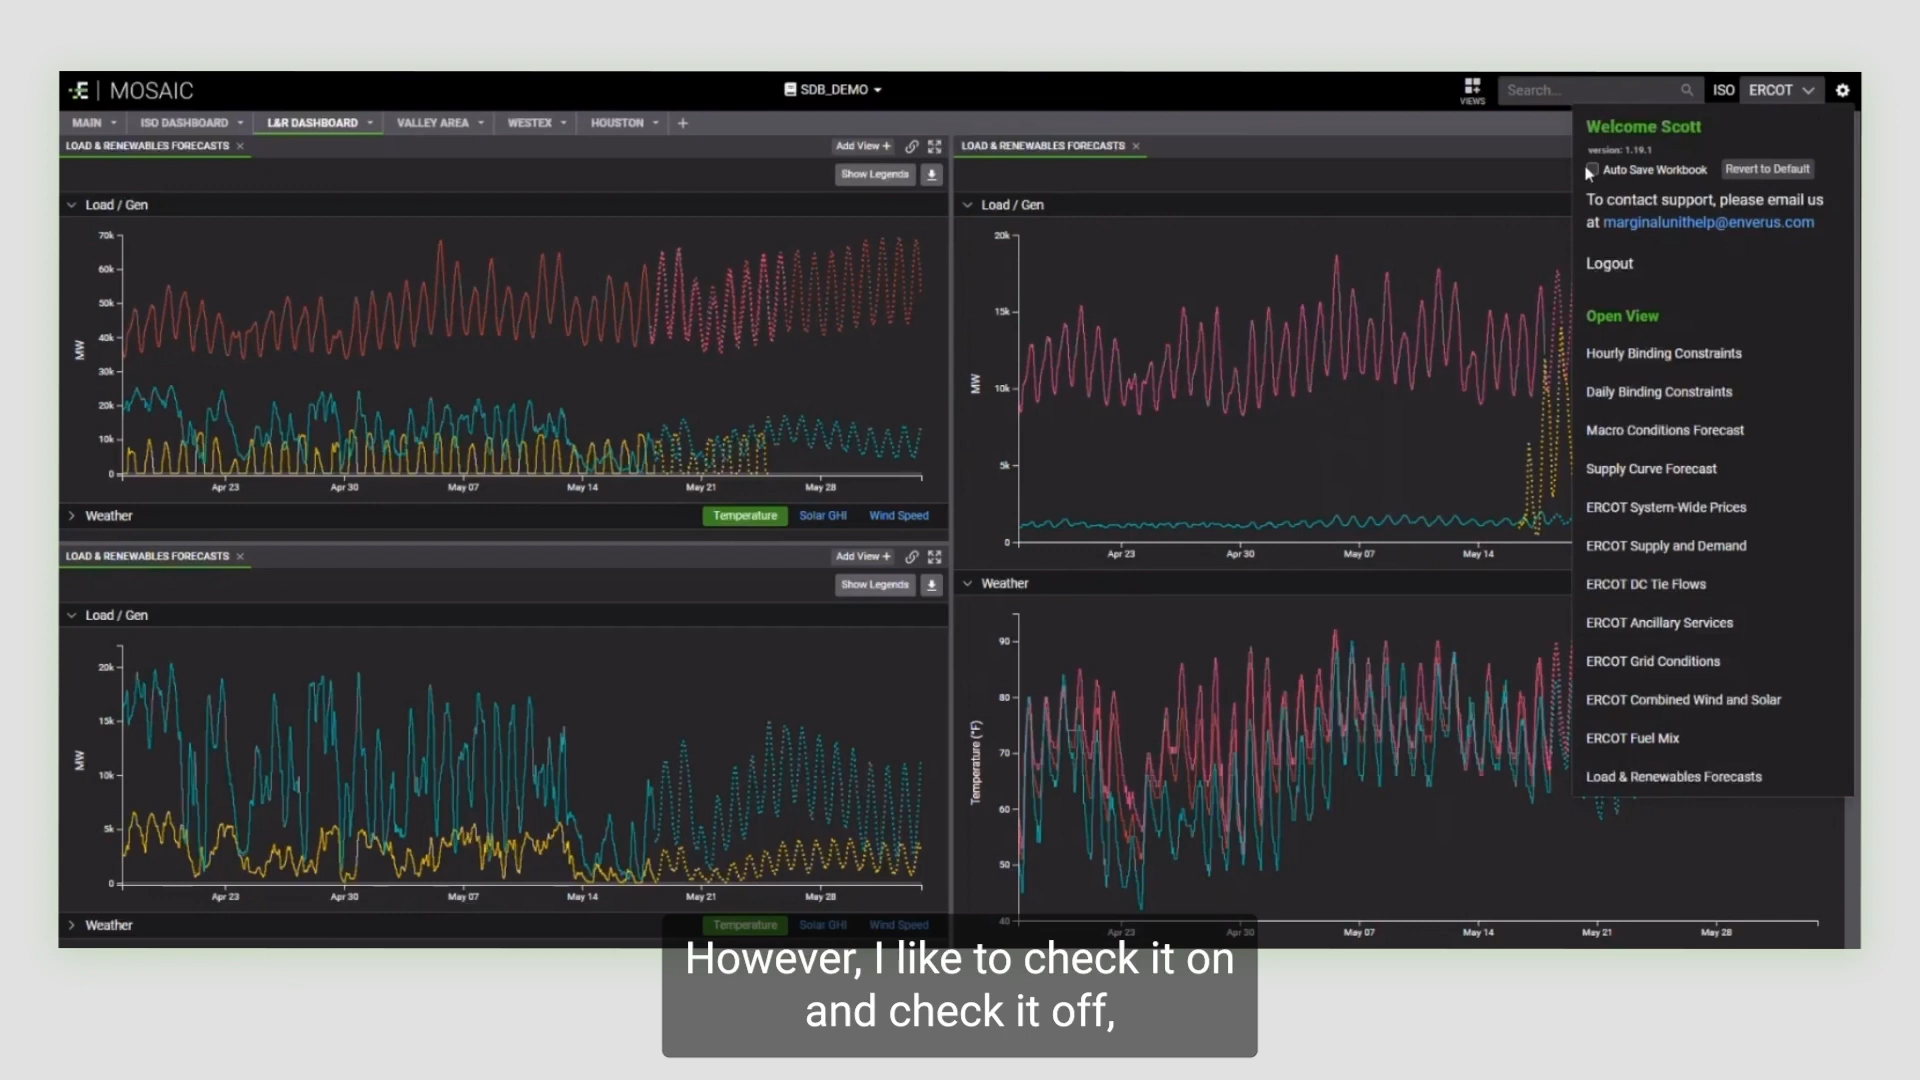 MOSAIC
SDB_DEMO
VIEWS
Search...
ISO
ERCOT
MAIN
ISO DASHBOARD
L&R DASHBOARD
VALLEY AREA
WESTEX
HOUSTON
+
LOAD & RENEWABLES FORECASTS ×
Add View +
Show Legends
Load / Gen
70k
60k
50k
40k
30k
20k
10k
0
MW
Apr 23
Apr 30
May 07
May 14
May 21
May 28
Weather
Temperature
Solar GHI
Wind Speed
LOAD & RENEWABLES FORECASTS ×
Add View +
Show Legends
Load / Gen
20k
15k
10k
5k
0
MW
Apr 23
Apr 30
May 07
May 14
May 21
May 28
Weather
Temperature
Solar GHI
Wind Speed
LOAD & RENEWABLES FORECASTS ×
Load / Gen
20k
15k
10k
5k
0
MW
Apr 23
Apr 30
May 07
May 14
Weather
90
80
70
60
50
40
Temperature (°F)
Apr 23
Apr 30
May 07
May 14
May 21
May 28
Welcome Scott
version: 1.19.1
Auto Save Workbook
Revert to Default
To contact support, please email us
at marginalunithelp@enverus.com
Logout
Open View
Hourly Binding Constraints
Daily Binding Constraints
Macro Conditions Forecast
Supply Curve Forecast
ERCOT System-Wide Prices
ERCOT Supply and Demand
ERCOT DC Tie Flows
ERCOT Ancillary Services
ERCOT Grid Conditions
ERCOT Combined Wind and Solar
ERCOT Fuel Mix
Load & Renewables Forecasts
However, I like to check it on
and check it off,